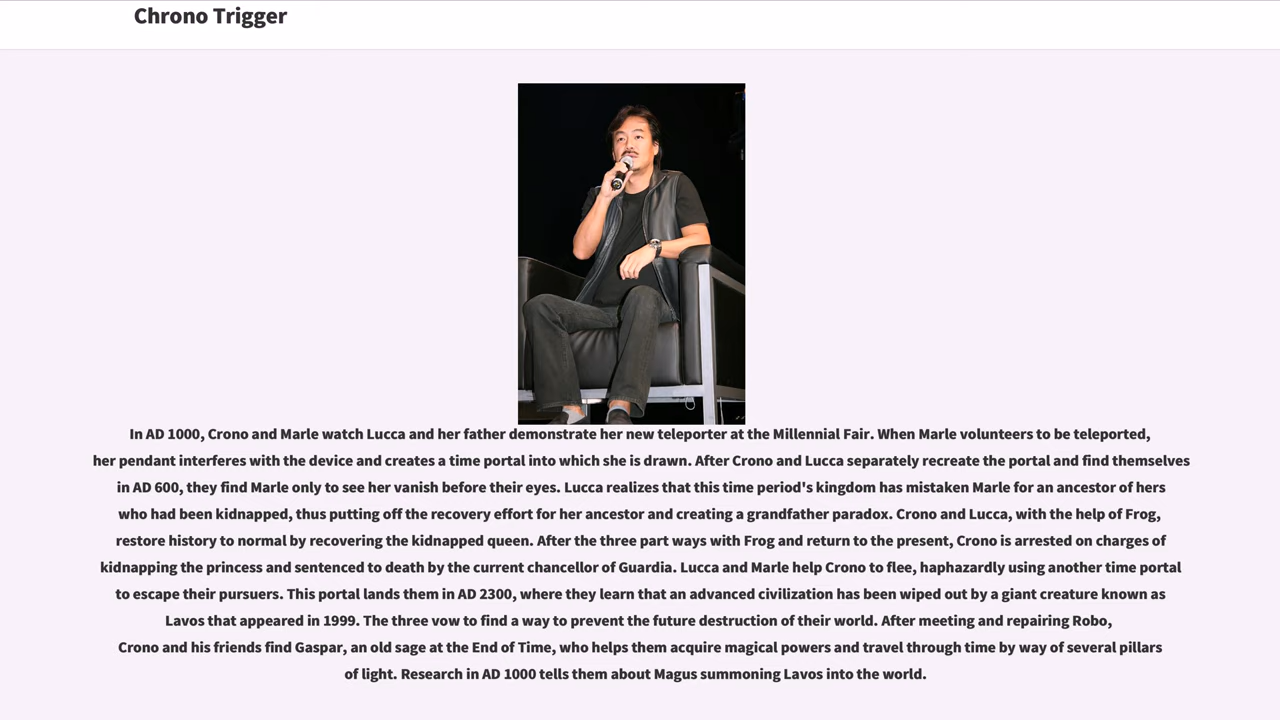 Chrono Trigger
In AD 1000, Crono and Marle watch Lucca and her father demonstrate her new teleporter at the Millennial Fair. When Marle volunteers to be teleported,
her pendant interferes with the device and creates a time portal into which she is drawn. After Crono and Lucca separately recreate the portal and find themselves
in AD 600, they find Marle only to see her vanish before their eyes. Lucca realizes that this time period's kingdom has mistaken Marle for an ancestor of hers
who had been kidnapped, thus putting off the recovery effort for her ancestor and creating a grandfather paradox. Crono and Lucca, with the help of Frog,
restore history to normal by recovering the kidnapped queen. After the three part ways with Frog and return to the present, Crono is arrested on charges of
kidnapping the princess and sentenced to death by the current chancellor of Guardia. Lucca and Marle help Crono to flee, haphazardly using another time portal
to escape their pursuers. This portal lands them in AD 2300, where they learn that an advanced civilization has been wiped out by a giant creature known as
Lavos that appeared in 1999. The three vow to find a way to prevent the future destruction of their world. After meeting and repairing Robo,
Crono and his friends find Gaspar, an old sage at the End of Time, who helps them acquire magical powers and travel through time by way of several pillars
of light. Research in AD 1000 tells them about Magus summoning Lavos into the world.